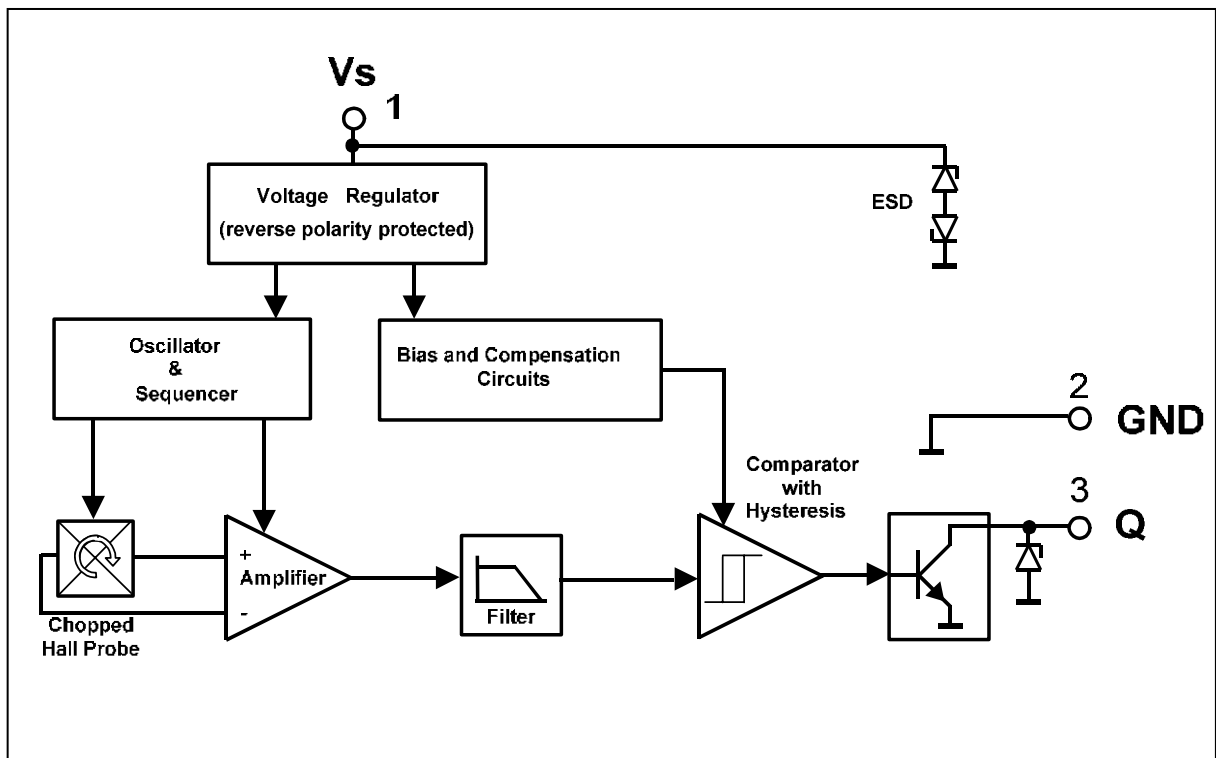 Vs
1
Voltage Regulator
(reverse polarity protected)
ESD
Oscillator
&
Sequencer
Bias and Compensation
Circuits
2
GND
Comparator
with
Hysteresis
3
Q
+
Amplifier
-
Filter
Chopped
Hall Probe